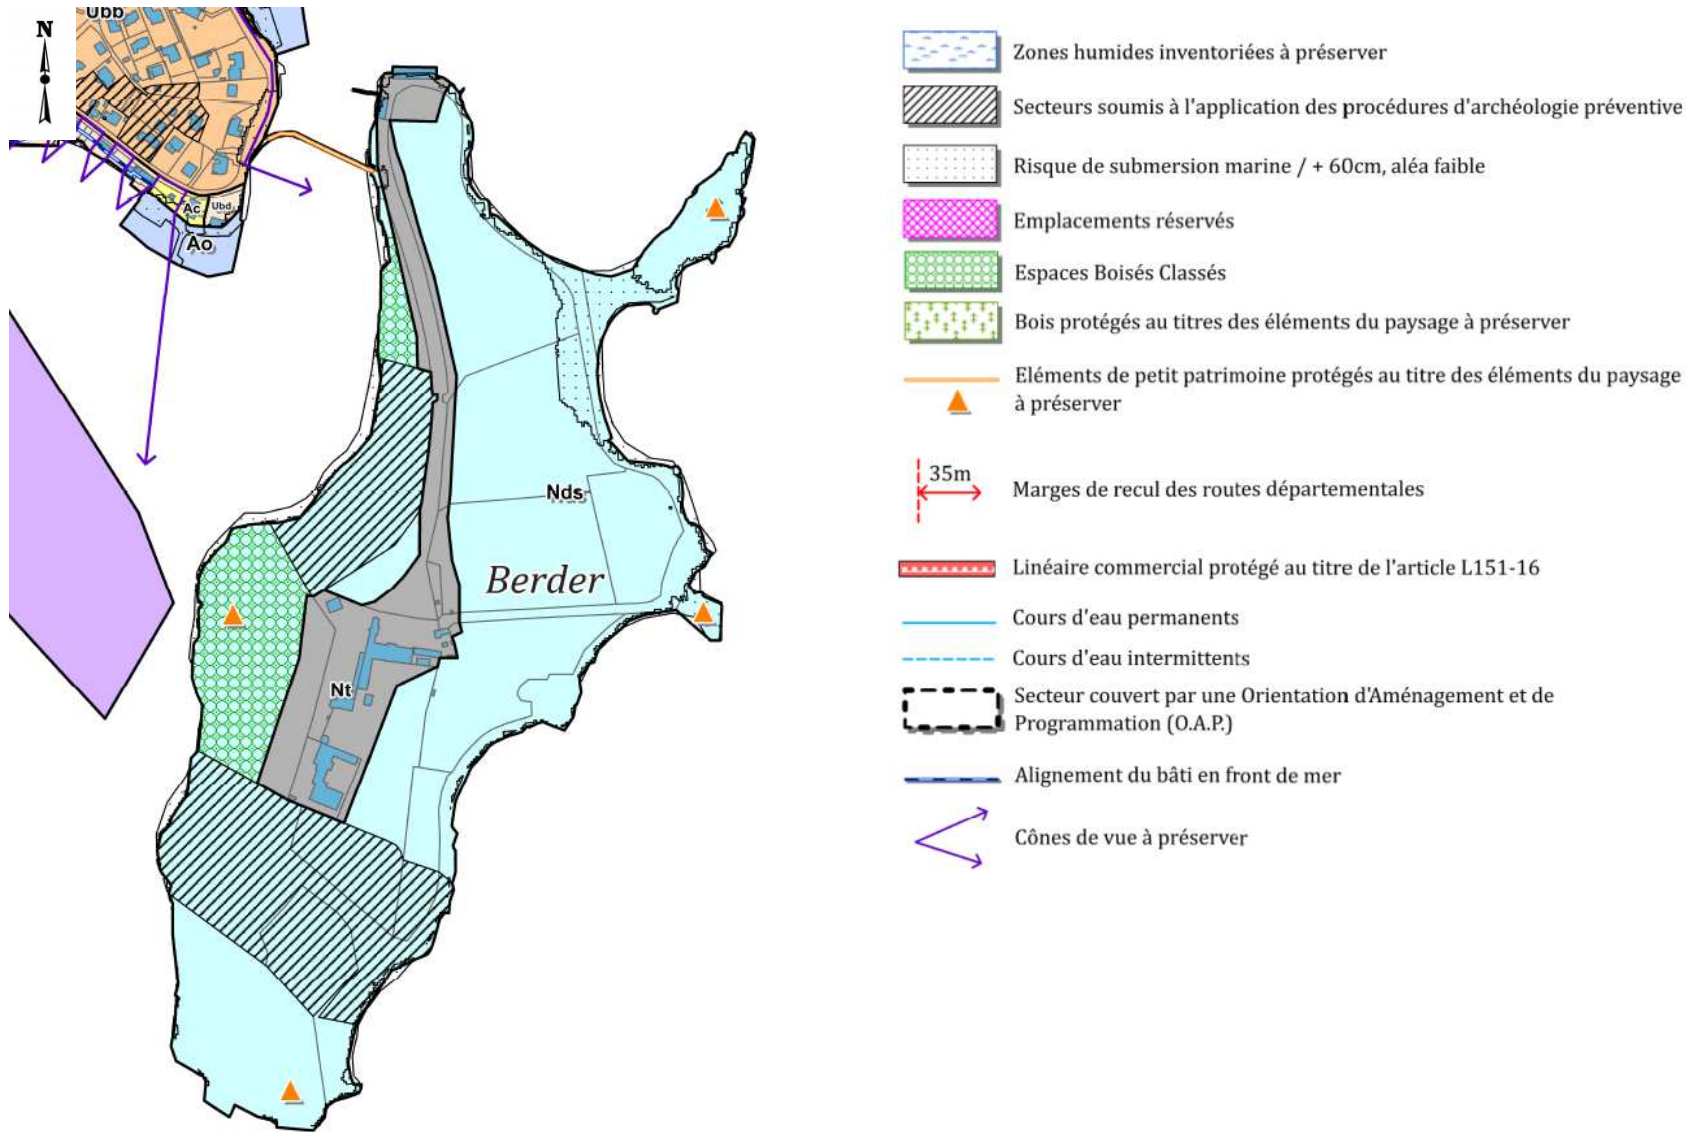 Ubb
N
Ac
Ubd
Ao
Nds
Berder
Nt
Zones humides inventoriées à préserver
Secteurs soumis à l'application des procédures d'archéologie préventive
Risque de submersion marine / + 60cm, aléa faible
Emplacements réservés
Espaces Boisés Classés
Bois protégés au titres des éléments du paysage à préserver
Eléments de petit patrimoine protégés au titre des éléments du paysage
à préserver
35m
Marges de recul des routes départementales
Linéaire commercial protégé au titre de l'article L151-16
Cours d'eau permanents
Cours d'eau intermittents
Secteur couvert par une Orientation d'Aménagement et de
Programmation (O.A.P.)
Alignement du bâti en front de mer
Cônes de vue à préserver